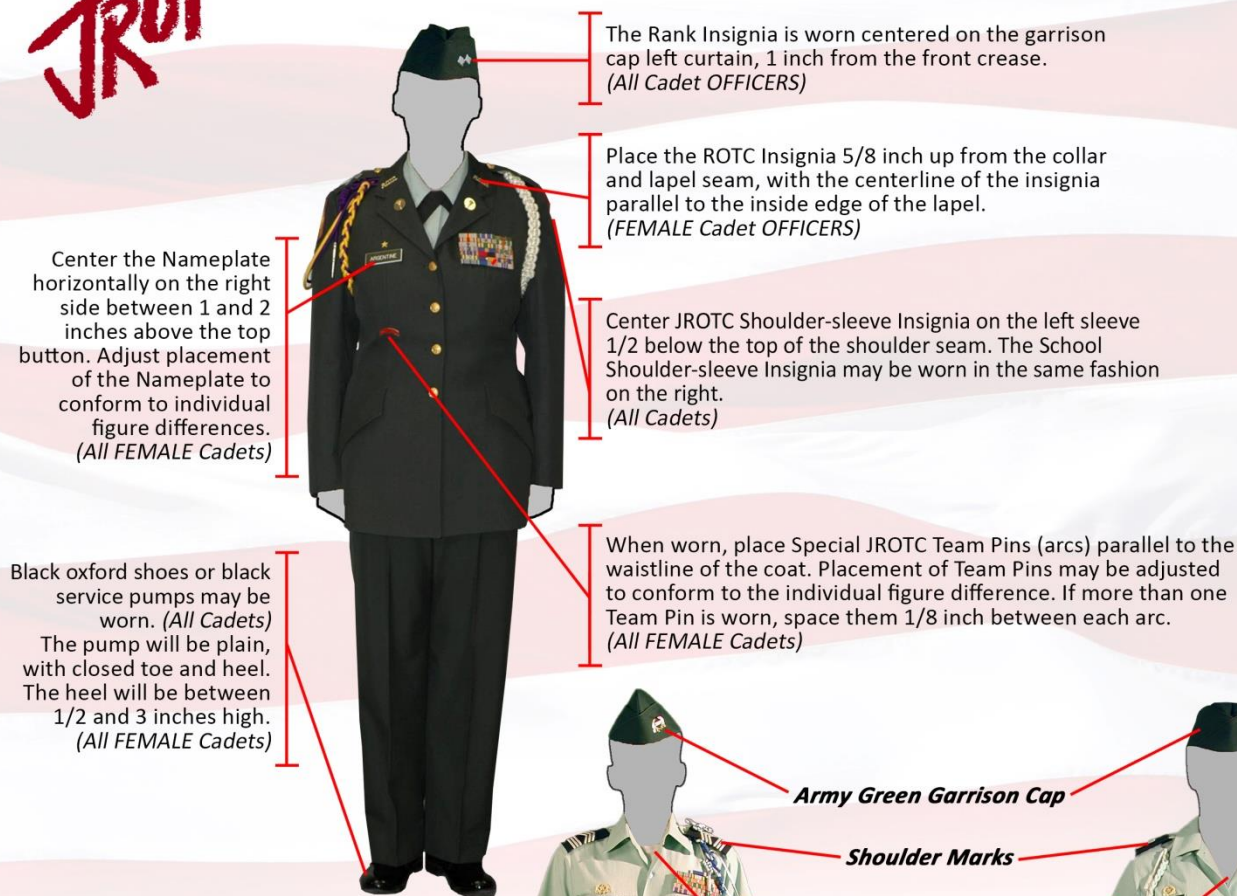 The Rank Insignia is worn centered on the garrison
cap left curtain, 1 inch from the front crease.
(All Cadet OFFICERS)
Place the ROTC Insignia 5/8 inch up from the collar
and lapel seam, with the centerline of the insignia
parallel to the inside edge of the lapel.
(FEMALE Cadet OFFICERS)
Center the Nameplate
horizontally on the right
side between 1 and 2
inches above the top
button. Adjust placement
of the Nameplate to
conform to individual
figure differences.
(All FEMALE Cadets)
ARGENTINE
Center JROTC Shoulder-sleeve Insignia on the left sleeve
1/2 below the top of the shoulder seam. The School
Shoulder-sleeve Insignia may be worn in the same fashion
on the right.
(All Cadets)
When worn, place Special JROTC Team Pins (arcs) parallel to the
waistline of the coat. Placement of Team Pins may be adjusted
to conform to the individual figure difference. If more than one
Team Pin is worn, space them 1/8 inch between each arc.
(All FEMALE Cadets)
Black oxford shoes or black
service pumps may be
worn. (All Cadets)
The pump will be plain,
with closed toe and heel.
The heel will be between
1/2 and 3 inches high.
(All FEMALE Cadets)
Army Green Garrison Cap
Shoulder Marks